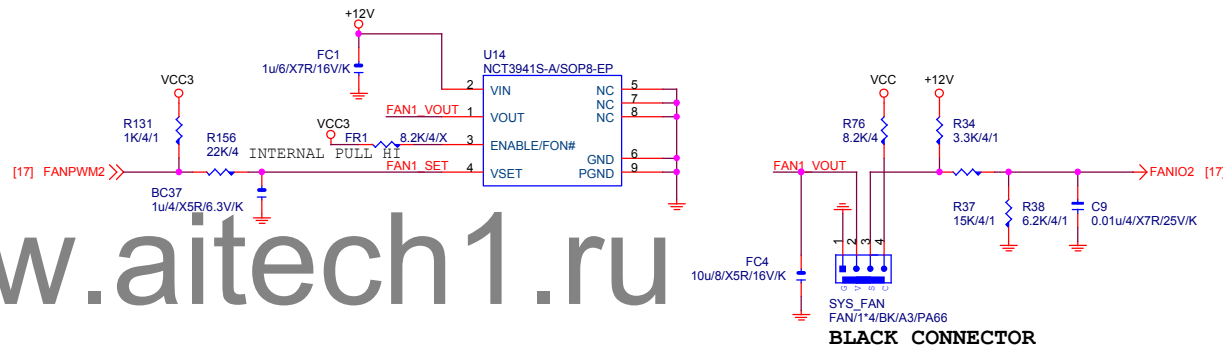 +12V
FC1
1u/6/X7R/16V/K
U14
NCT3941S-A/SOP8-EP
2 VIN
1 VOUT
3 ENABLE/FON#
4 VSET
NC 5
NC 7
NC 8
GND 6
PGND 9
FAN1_VOUT
VCC3
FR1 8.2K/4/X
INTERNAL PULL HI
FAN1_SET
VCC3
R131
1K/4/1
R156
22K/4
[17] FANPWM2
BC37
1u/4/X5R/6.3V/K
VCC
+12V
R76
8.2K/4
R34
3.3K/4/1
FAN1_VOUT
FANIO2 [17]
R37
15K/4/1
R38
6.2K/4/1
C9
0.01u/4/X7R/25V/K
FC4
10u/8/X5R/16V/K
1 2 3 4
G V S C
SYS_FAN
FAN/1*4/BK/A3/PA66
BLACK CONNECTOR
w.aitech1.ru